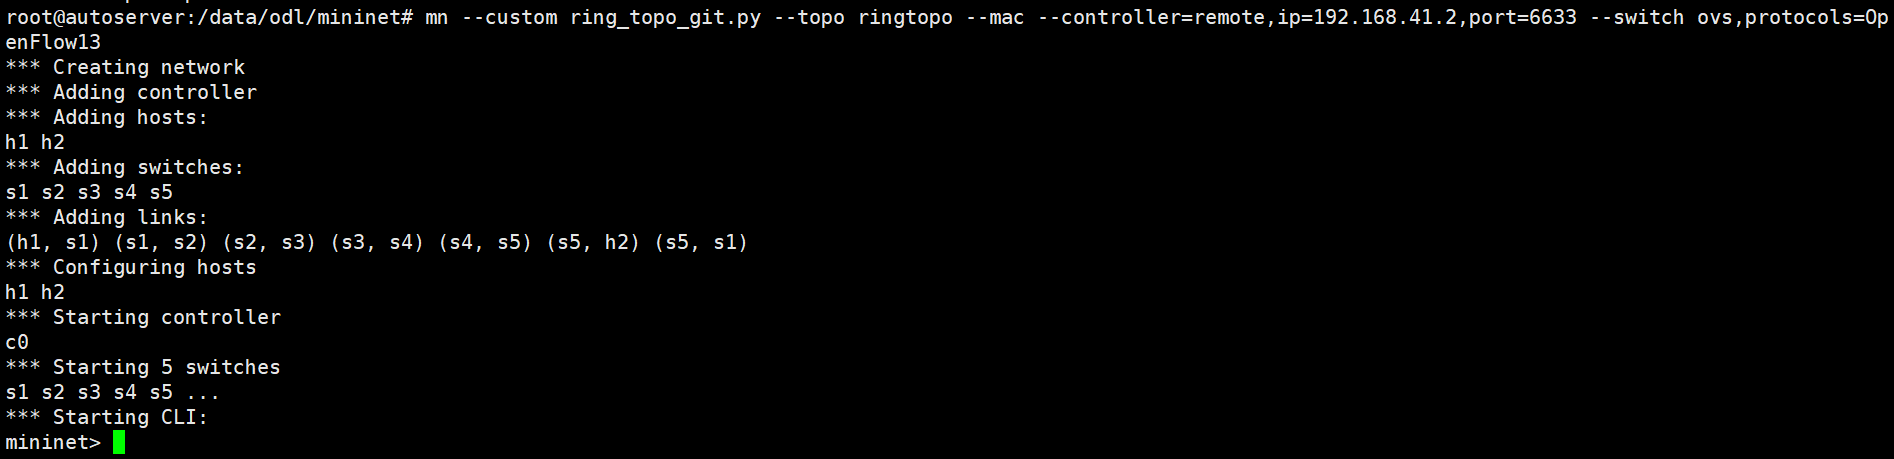 root@autoserver:/data/odl/mininet# mn --custom ring_topo_git.py --topo ringtopo --mac --controller=remote,ip=192.168.41.2,port=6633 --switch ovs,protocols=Op
enFlow13
*** Creating network
*** Adding controller
*** Adding hosts:
h1 h2
*** Adding switches:
s1 s2 s3 s4 s5
*** Adding links:
(h1, s1) (s1, s2) (s2, s3) (s3, s4) (s4, s5) (s5, h2) (s5, s1)
*** Configuring hosts
h1 h2
*** Starting controller
c0
*** Starting 5 switches
s1 s2 s3 s4 s5 ...
*** Starting CLI:
mininet>